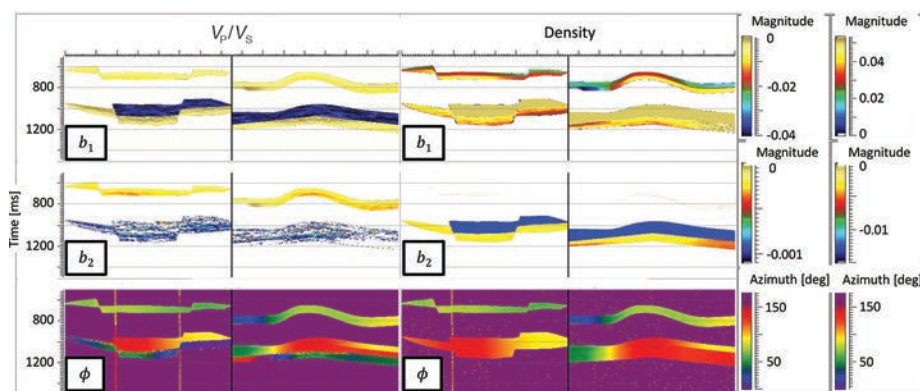 Vₚ/Vₛ
Density
800
1200
b₁
b₁
Time [ms]
800
1200
b₂
b₂
800
1200
ϕ
ϕ
Magnitude
0
-0.02
-0.04
Magnitude
0.04
0.02
0
Magnitude
0
-0.001
Magnitude
0
-0.01
Azimuth [deg]
150
50
Azimuth [deg]
150
50